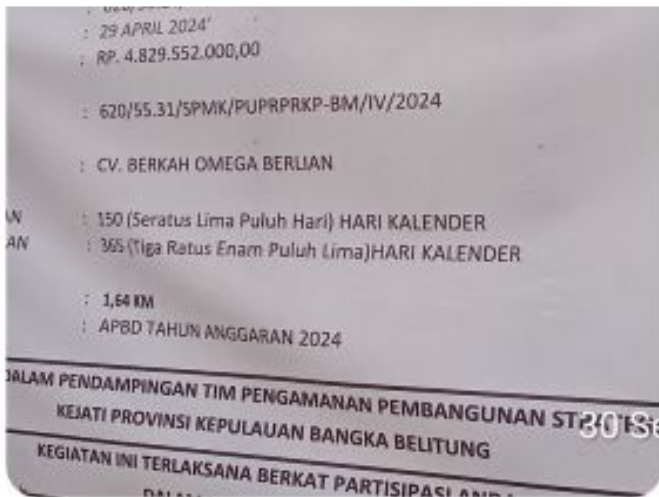 : 29 APRIL 2024'
: RP. 4.829.552.000,00
: 620/55.31/SPMK/PUPRPRKP-BM/IV/2024
: CV. BERKAH OMEGA BERLIAN
AN : 150 (Seratus Lima Puluh Hari) HARI KALENDER
AN : 365 (Tiga Ratus Enam Puluh Lima)HARI KALENDER
: 1,64 KM
: APBD TAHUN ANGGARAN 2024
DALAM PENDAMPINGAN TIM PENGAMANAN PEMBANGUNAN
KEJATI PROVINSI KEPULAUAN BANGKA BELITUNG
KEGIATAN INI TERLAKSANA BERKAT PARTISIPASI
30 Se